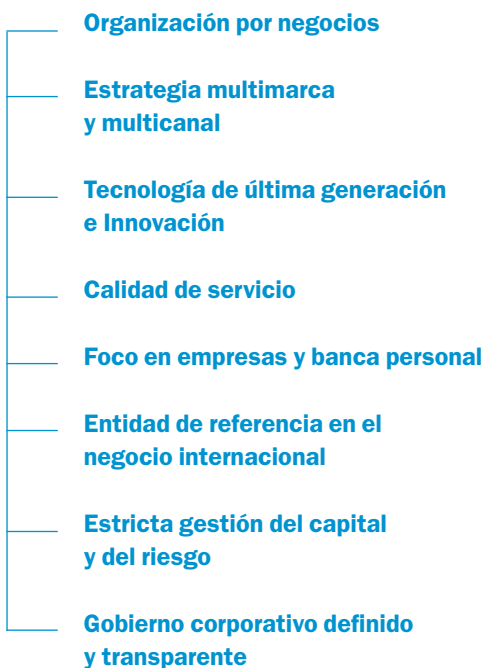 Organización por negocios
Estrategia multimarca
y multicanal
Tecnología de última generación
e Innovación
Calidad de servicio
Foco en empresas y banca personal
Entidad de referencia en el
negocio internacional
Estricta gestión del capital
y del riesgo
Gobierno corporativo definido
y transparente